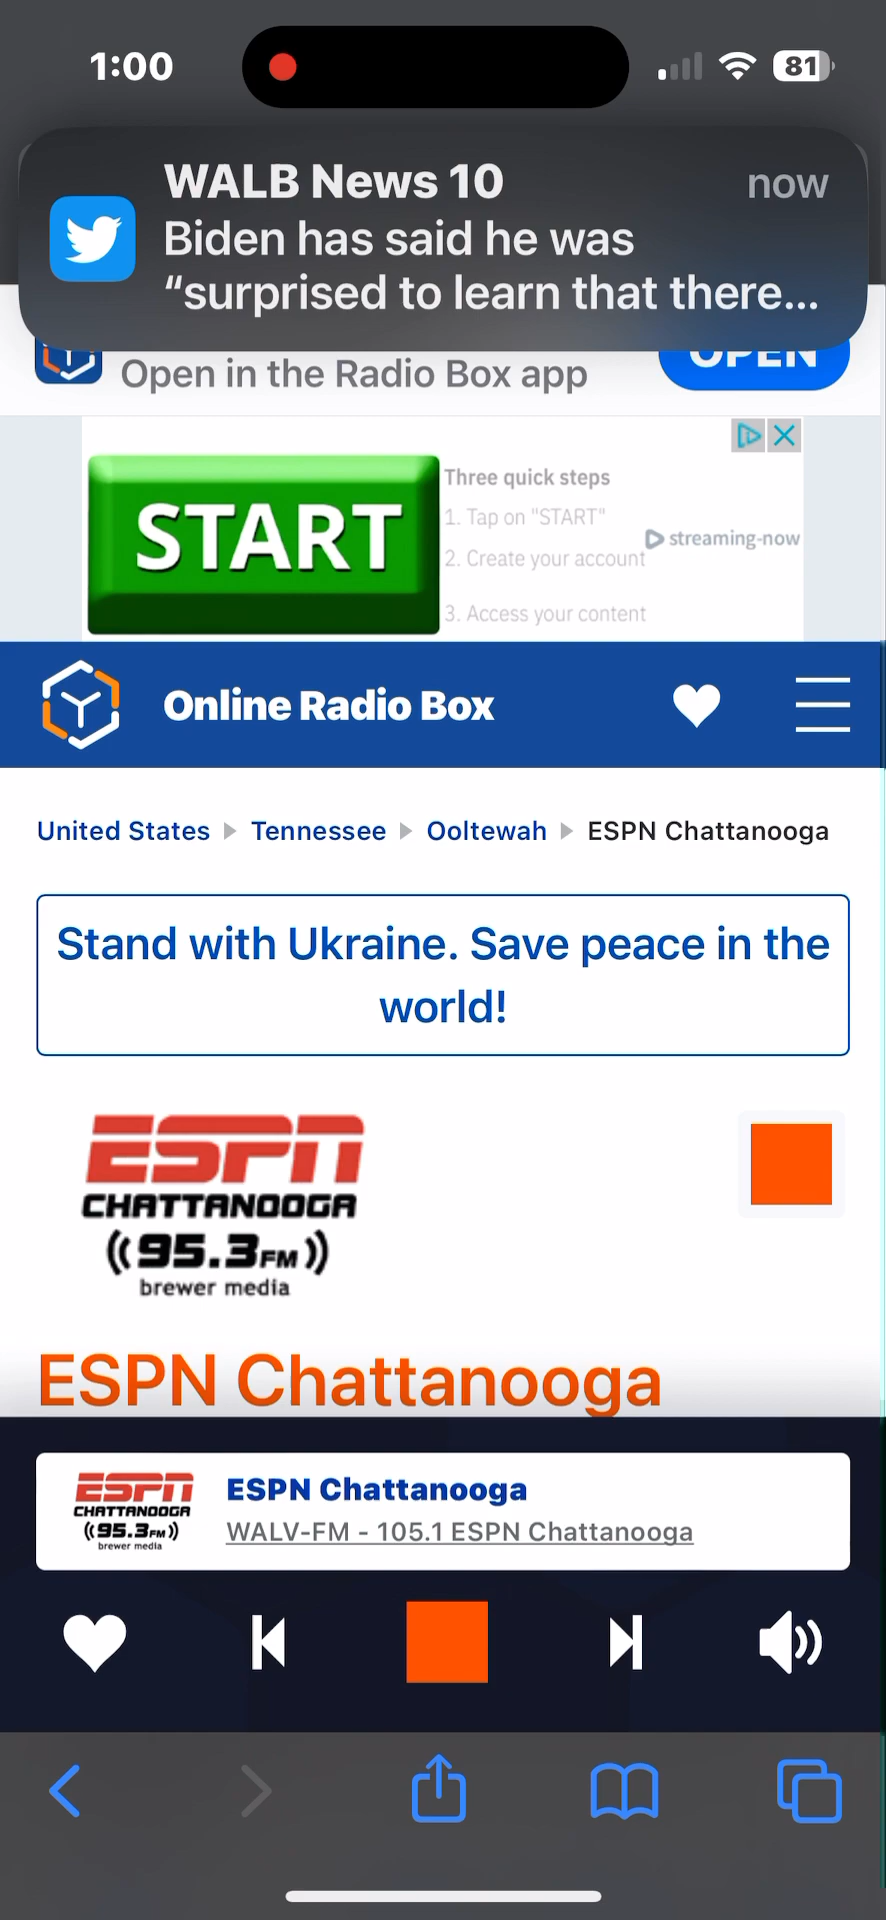 1:00
81
WALB News 10
now
Biden has said he was
“surprised to learn that there...
Open in the Radio Box app
OPEN
START
Three quick steps
1. Tap on "START"
2. Create your account
3. Access your content
streaming-now
Online Radio Box
United States
Tennessee
Ooltewah
ESPN Chattanooga
Stand with Ukraine. Save peace in the
world!
ESPN
CHATTANOOGA
((95.3FM))
brewer media
ESPN Chattanooga
ESPN
CHATTANOOGA
((95.3FM))
brewer media
ESPN Chattanooga
WALV-FM - 105.1 ESPN Chattanooga